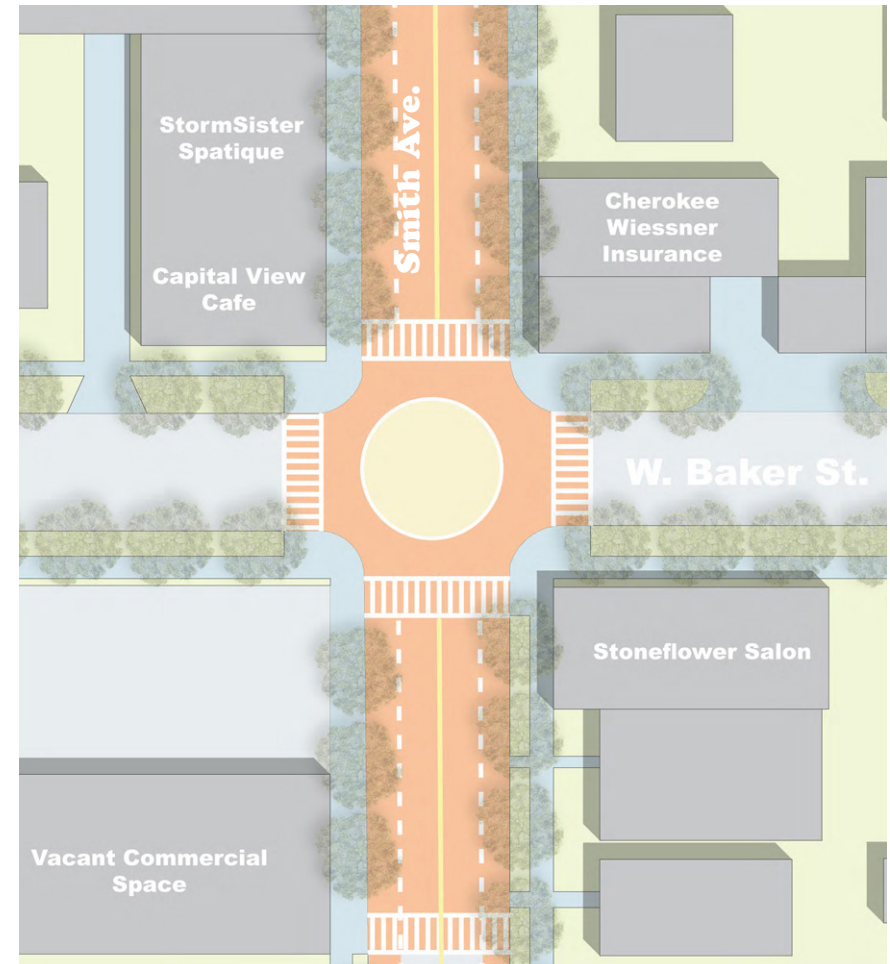 StormSister
Spatique
Smith Ave.
Cherokee
Wiessner
Insurance
Capital View
Cafe
W. Baker St.
Stoneflower Salon
Vacant Commercial
Space